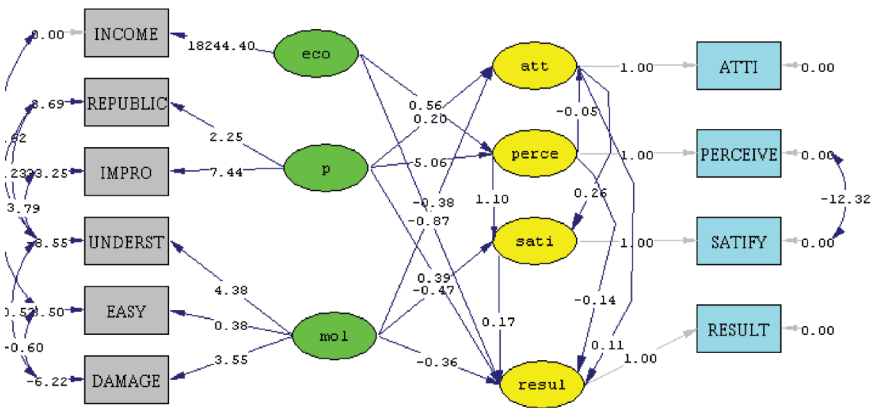 0.00 INCOME 18244.40 eco att 1.00 ATTI 0.00
REPUBLIC 2.25 0.56 0.20 -0.05
IMPRO 7.44 p 5.06 perce 1.00 PERCEIVE 0.00
3.79 -0.38 1.10 0.26 -12.32
-8.55 UNDERST -0.87 sati 1.00 SATIFY 0.00
4.38 0.39 -0.47
EASY 0.38 mol 0.17 -0.14 RESULT 0.00
-0.60 3.55 -0.36 0.11 1.00
-6.22 DAMAGE resul